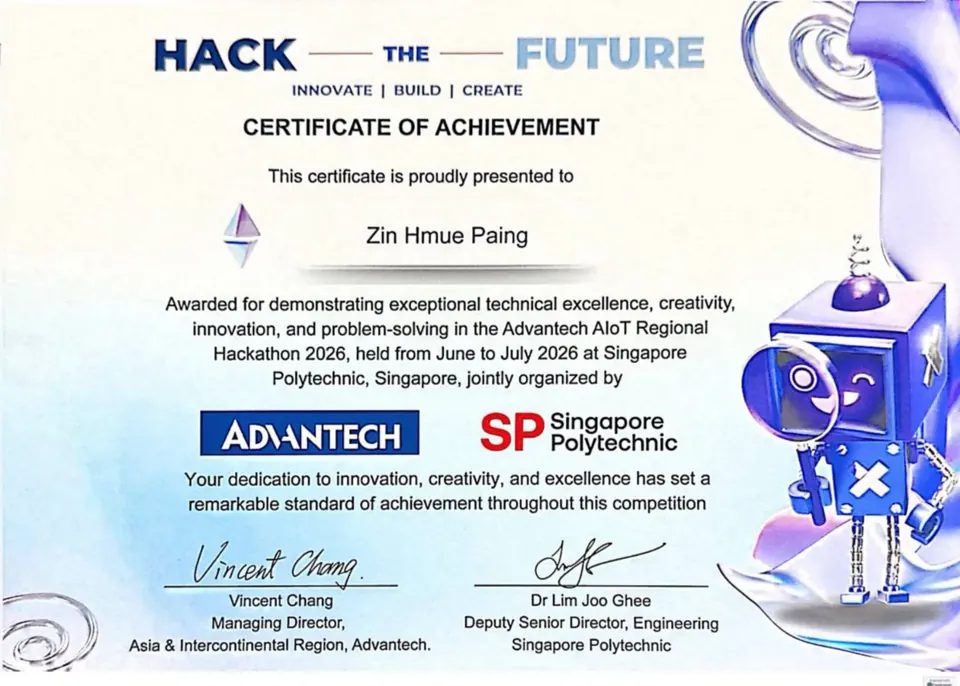 HACK THE FUTURE
INNOVATE | BUILD | CREATE
CERTIFICATE OF ACHIEVEMENT
This certificate is proudly presented to
Zin Hmue Paing
Awarded for demonstrating exceptional technical excellence, creativity,
innovation, and problem-solving in the Advantech AIoT Regional
Hackathon 2026, held from June to July 2026 at Singapore
Polytechnic, Singapore, jointly organized by
ADVANTECH
SP Singapore
Polytechnic
Your dedication to innovation, creativity, and excellence has set a
remarkable standard of achievement throughout this competition
Vincent Chang.
Vincent Chang
Managing Director,
Asia & Intercontinental Region, Advantech.
Dr Lim Joo Ghee
Deputy Senior Director, Engineering
Singapore Polytechnic